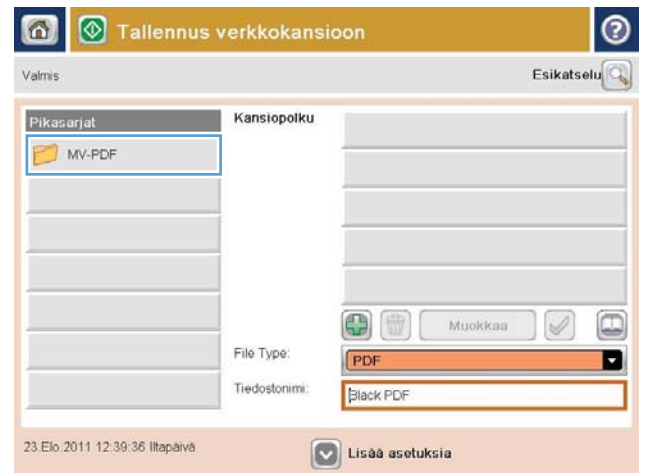 Tallennus verkkokansioon
Valmis
Esikatselu
Pikasarjat
MV-PDF
Kansiopolku
Muokkaa
File Type:
PDF
Tiedostonimi:
Black PDF
23.Elo.2011 12:39:36 Iltapäivä
Lisää asetuksia